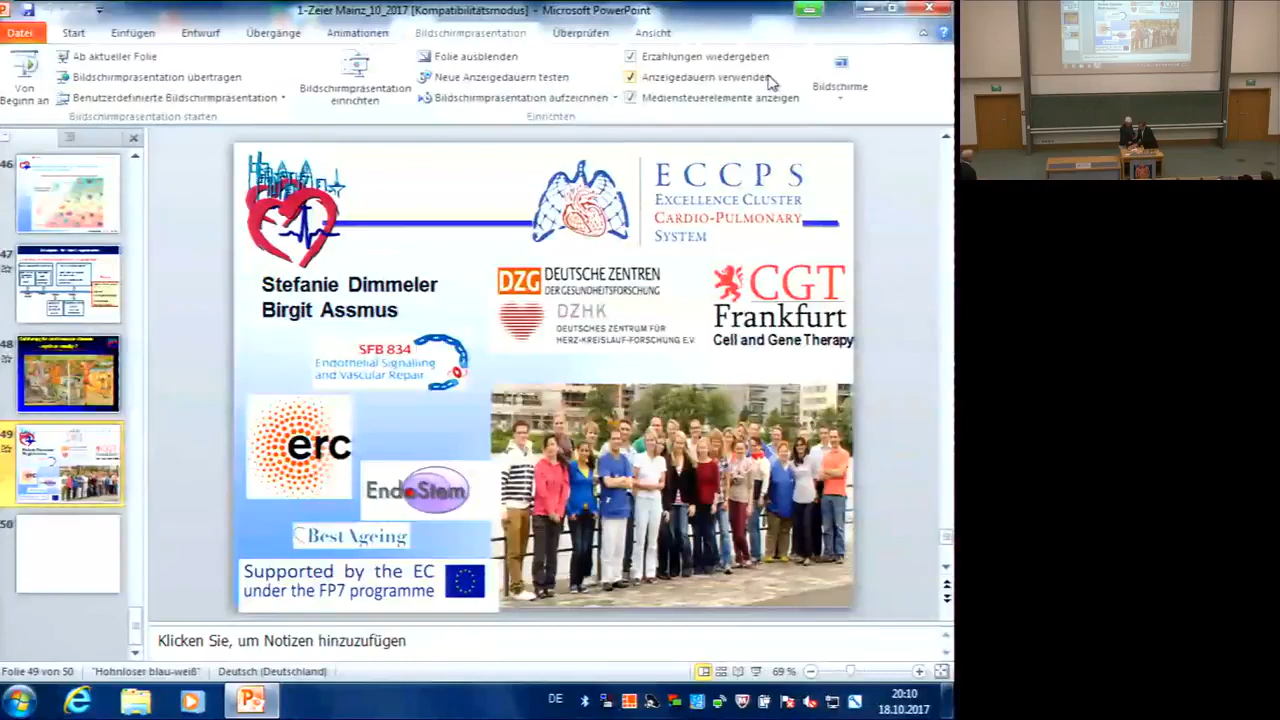 1-Zeier Mainz_10_2017 [Kompatibilitätsmodus] - Microsoft PowerPoint
Datei Start Einfügen Entwurf Übergänge Animationen Bildschirmpräsentation Überprüfen Ansicht
Von Beginn an
Ab aktueller Folie
Bildschirmpräsentation übertragen
Benutzerdefinierte Bildschirmpräsentation
Bildschirmpräsentation starten
Bildschirmpräsentation einrichten
Folie ausblenden
Neue Anzeigedauern testen
Bildschirmpräsentation aufzeichnen
Einrichten
Erzählungen wiedergeben
Anzeigedauern verwenden
Mediensteuerelemente anzeigen
Bildschirme
46
47
48
49
50
ECCPS
EXCELLENCE CLUSTER
CARDIO-PULMONARY
SYSTEM
Stefanie Dimmeler
Birgit Assmus
DZG DEUTSCHE ZENTREN
DER GESUNDHEITSFORSCHUNG
DZHK
DEUTSCHES ZENTRUM FÜR
HERZ-KREISLAUF-FORSCHUNG E.V.
CGT
Frankfurt
Cell and Gene Therapy
SFB 834
Endothelial Signalling
and Vascular Repair
erc
EndoStem
BestAgeing
Supported by the EC
under the FP7 programme
Klicken Sie, um Notizen hinzuzufügen
Folie 49 von 50 "Hohnloser blau-weiß" Deutsch (Deutschland) 69 %
DE 20:10
18.10.2017